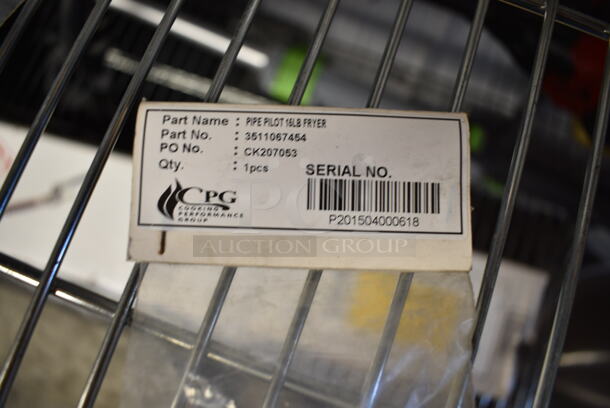 Part Name : PIPE PILOT 15LB FRYER
Part No. : 3511067454
PO No. : CK207053
Qty. : 1pcs
SERIAL NO.
CPG
COOKING
PERFORMANCE
GROUP
P201504000618
AUCTION GROUP